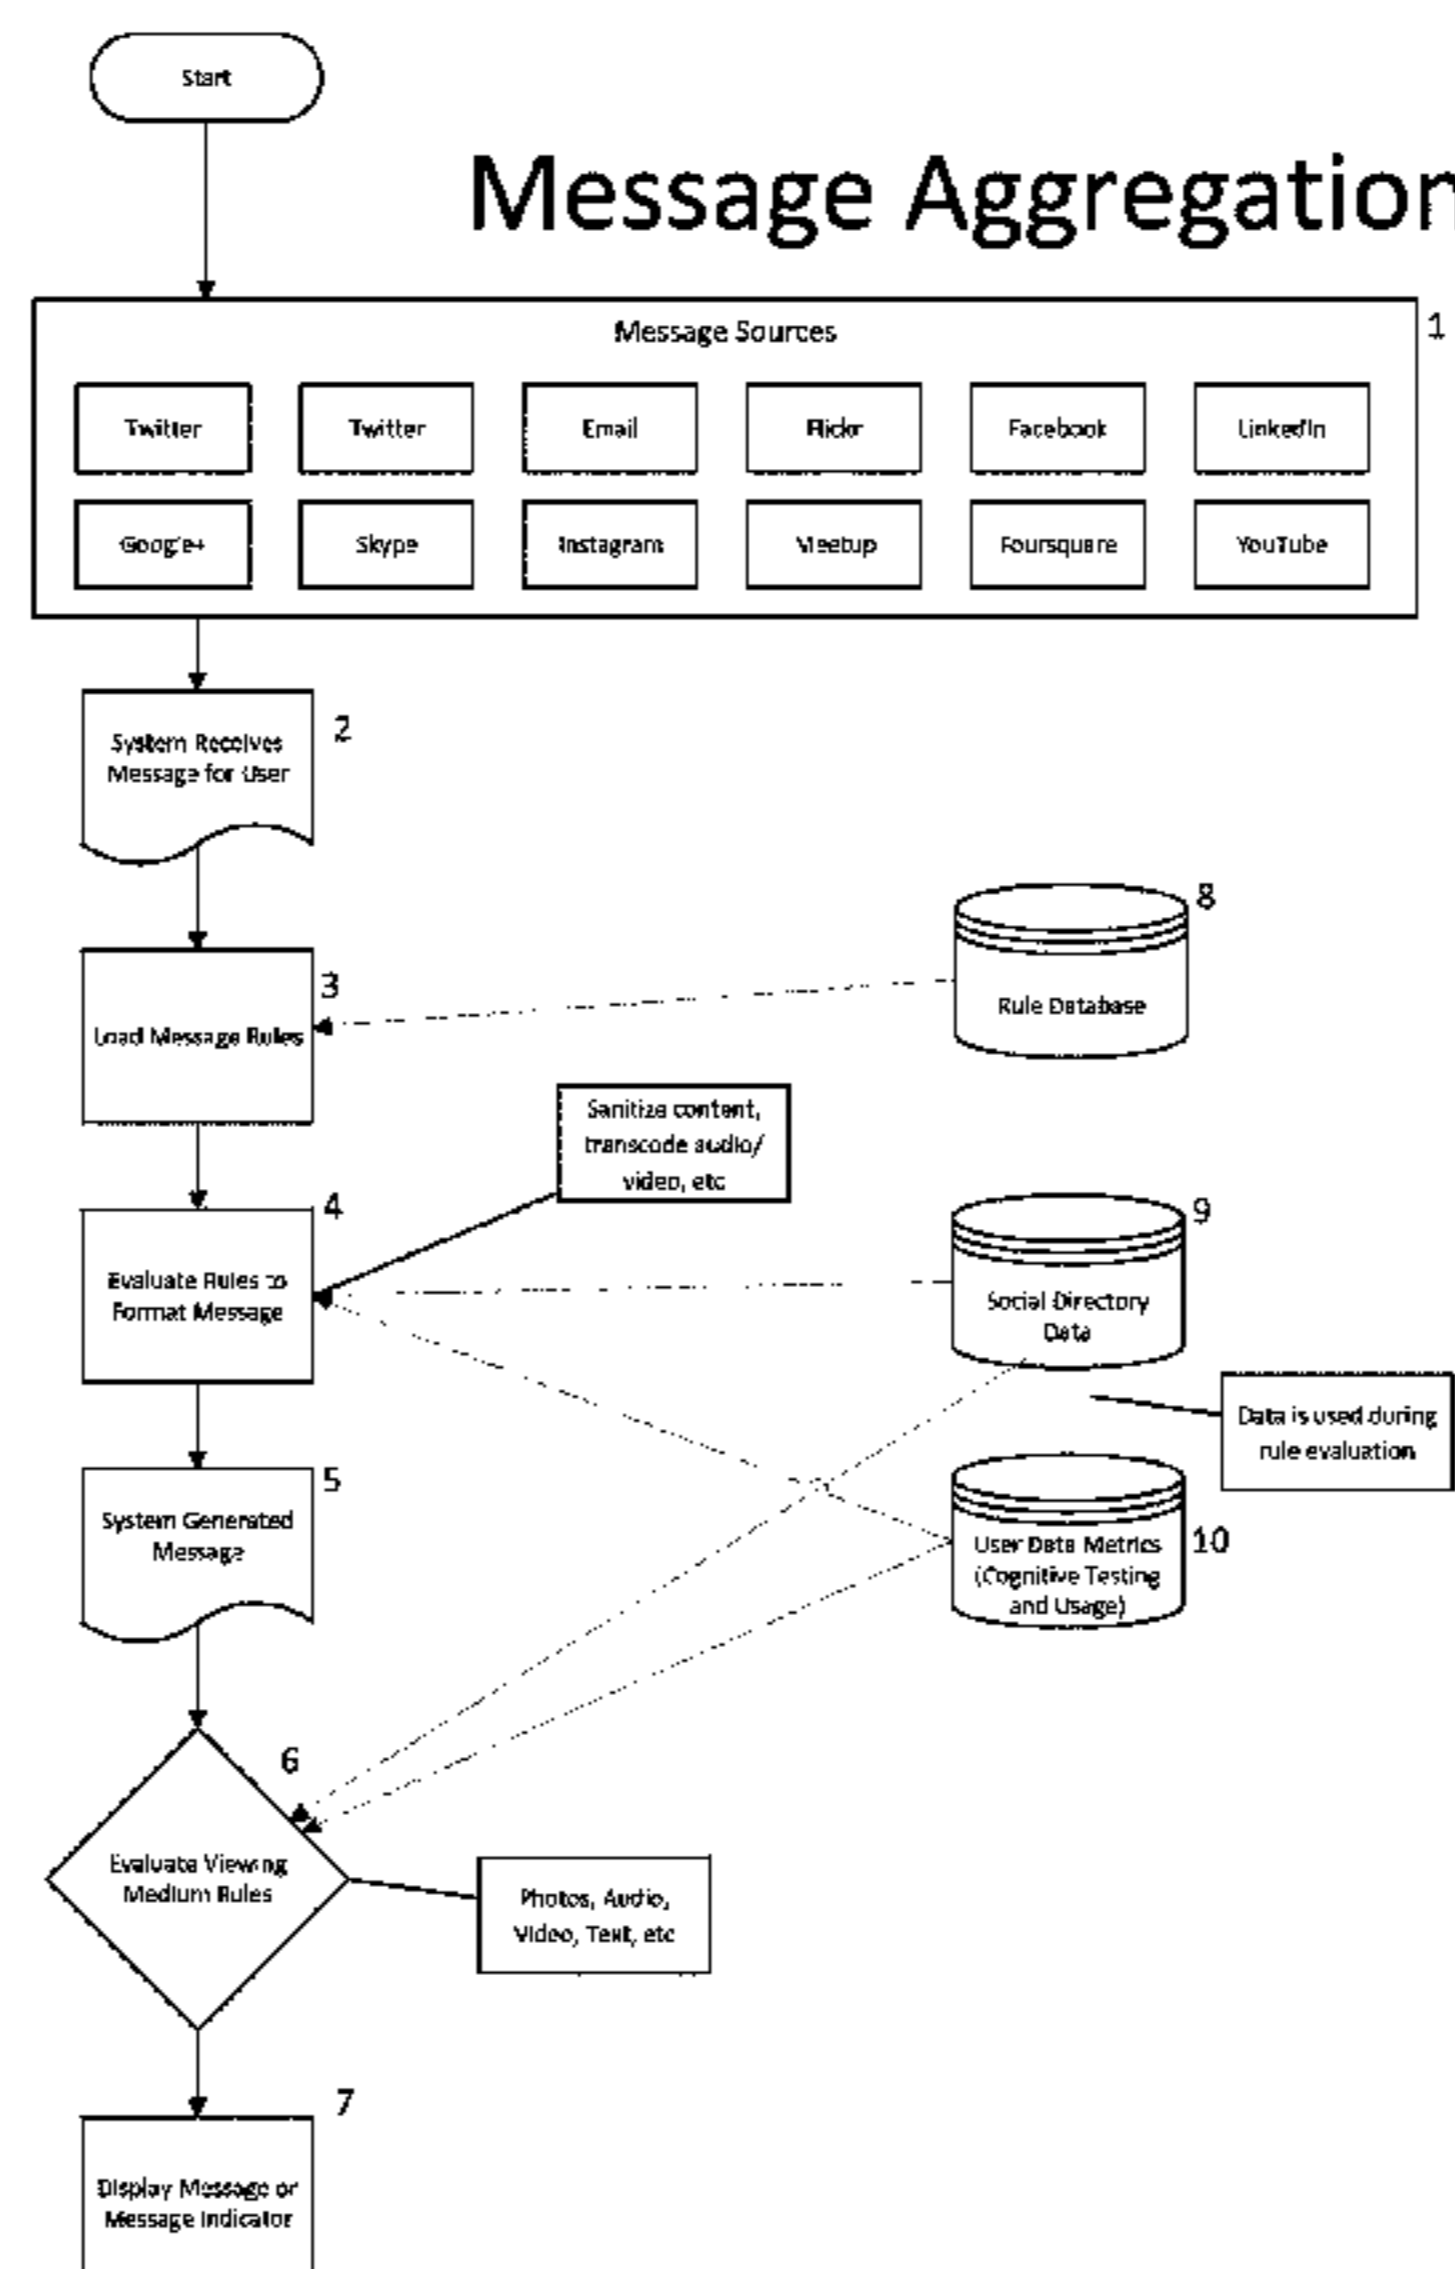 Start
Message Aggregation
Message Sources
1
Twitter
Twitter
Email
Flickr
Facebook
LinkedIn
Google+
Skype
Instagram
Meetup
Foursquare
YouTube
System Receives
Message for User
2
8
Rule Database
3
Load Message Rules
Sanitize content,
transcode audio/
video, etc
4
Evaluate Rules to
Format Message
9
Social Directory
Data
Data is used during
rule evaluation
5
System Generated
Message
User Data Metrics
(Cognitive Testing
and Usage)
10
6
Evaluate Viewing
Medium Rules
Photos, Audio,
Video, Text, etc
7
Display Message or
Message Indicator